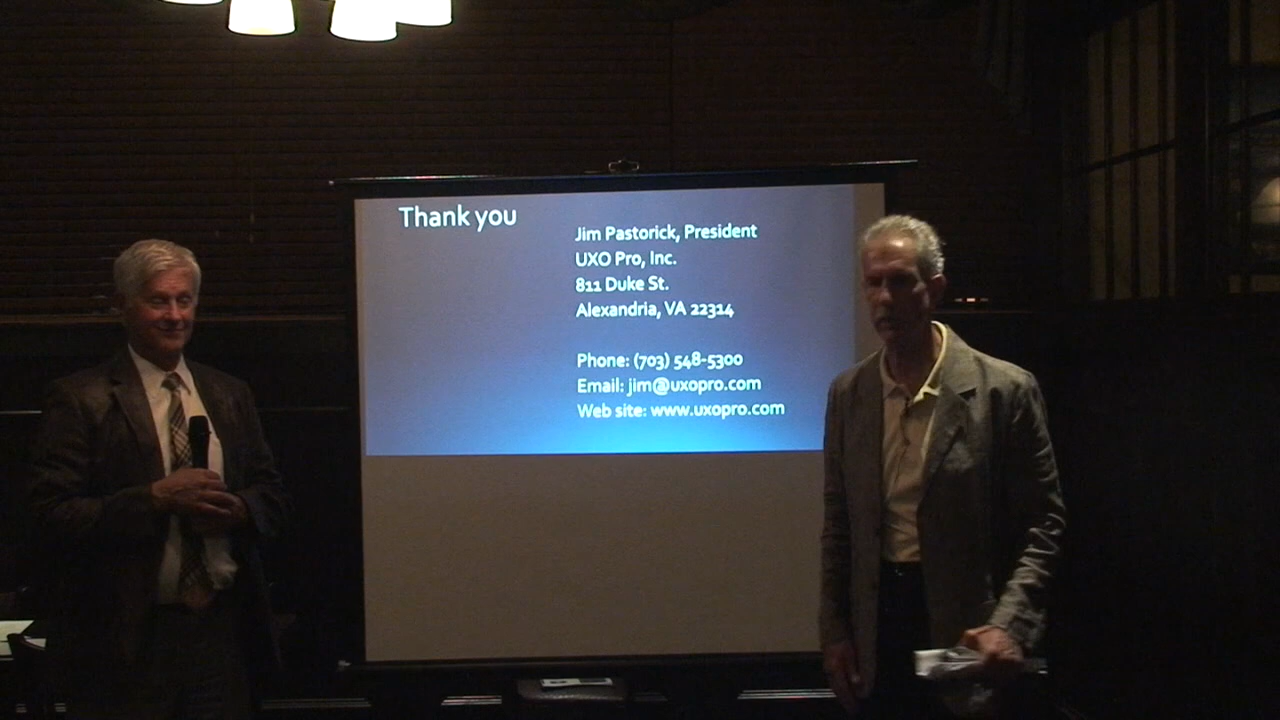 Thank you
Jim Pastorick, President
UXO Pro, Inc.
811 Duke St.
Alexandria, VA 22314
Phone: (703) 548-5300
Email: jim@uxopro.com
Web site: www.uxopro.com